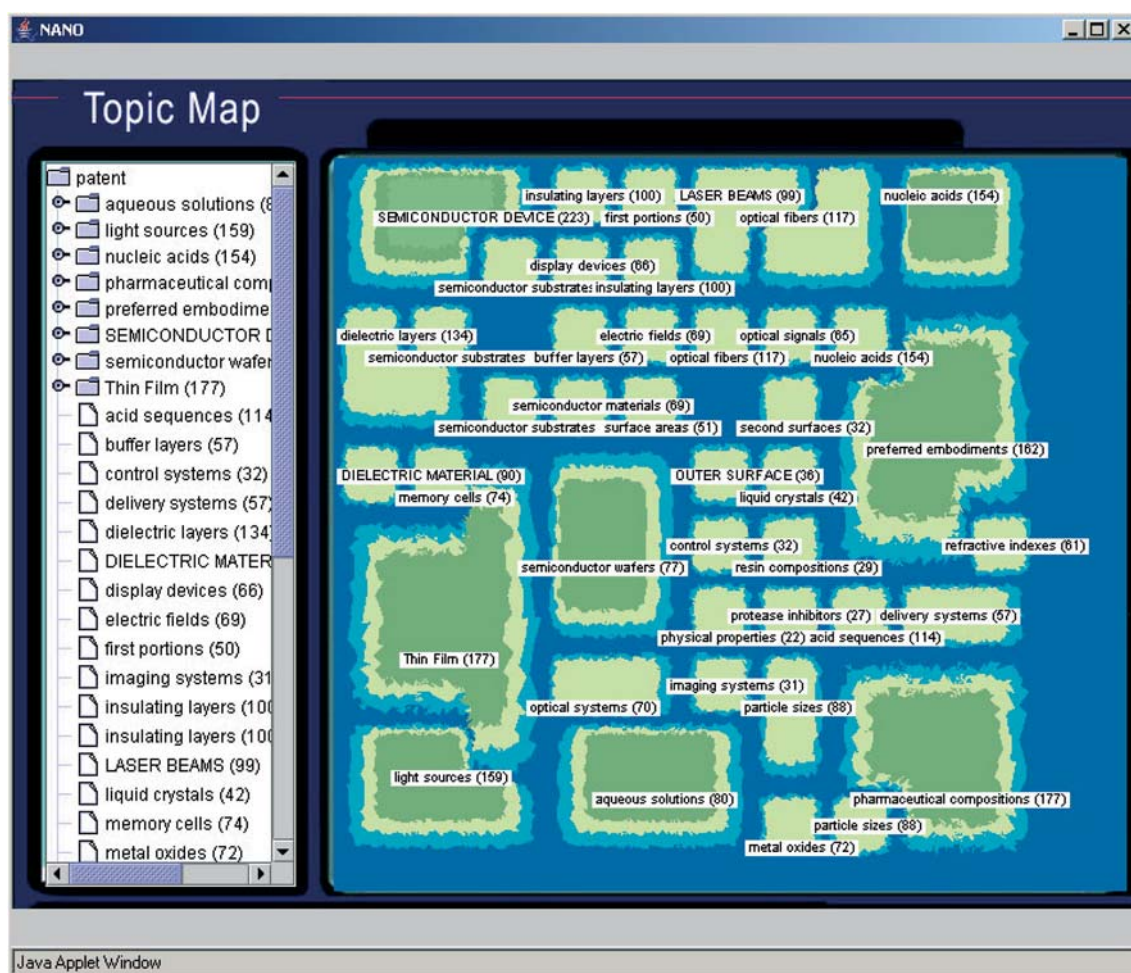 NANO
Topic Map
patent
aqueous solutions (8
light sources (159)
nucleic acids (154)
pharmaceutical com
preferred embodime
SEMICONDUCTOR D
semiconductor wafer
Thin Film (177)
acid sequences (114
buffer layers (57)
control systems (32)
delivery systems (57)
dielectric layers (134)
DIELECTRIC MATER
display devices (66)
electric fields (69)
first portions (50)
imaging systems (31
insulating layers (100
insulating layers (100
LASER BEAMS (99)
liquid crystals (42)
memory cells (74)
metal oxides (72)
insulating layers (100) LASER BEAMS (99) nucleic acids (154)
SEMICONDUCTOR DEVICE (223) first portions (50) optical fibers (117)
display devices (66)
semiconductor substrates insulating layers (100)
dielectric layers (134) electric fields (69) optical signals (65)
semiconductor substrates buffer layers (57) optical fibers (117) nucleic acids (154)
semiconductor materials (69)
semiconductor substrates surface areas (51) second surfaces (32)
preferred embodiments (162)
DIELECTRIC MATERIAL (90) OUTER SURFACE (36)
memory cells (74) liquid crystals (42)
control systems (32) refractive indexes (61)
semiconductor wafers (77) resin compositions (29)
protease inhibitors (27) delivery systems (57)
physical properties (22) acid sequences (114)
Thin Film (177)
imaging systems (31)
optical systems (70) particle sizes (88)
light sources (159)
aqueous solutions (80) pharmaceutical compositions (177)
particle sizes (88)
metal oxides (72)
Java Applet Window